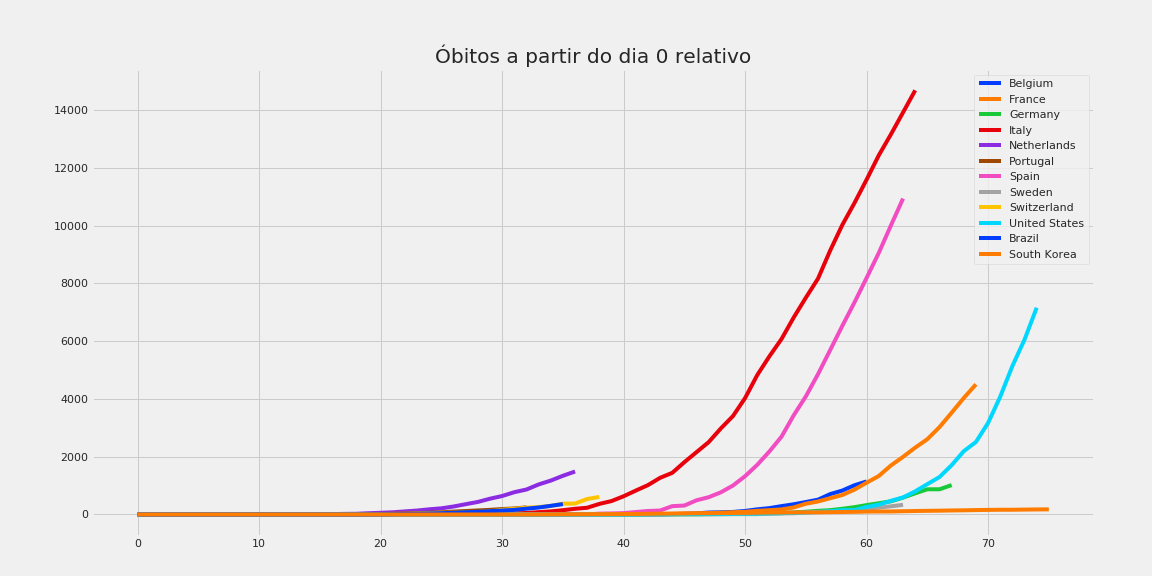 Óbitos a partir do dia 0 relativo
14000
12000
10000
8000
6000
4000
2000
0
0 10 20 30 40 50 60 70
Belgium
France
Germany
Italy
Netherlands
Portugal
Spain
Sweden
Switzerland
United States
Brazil
South Korea